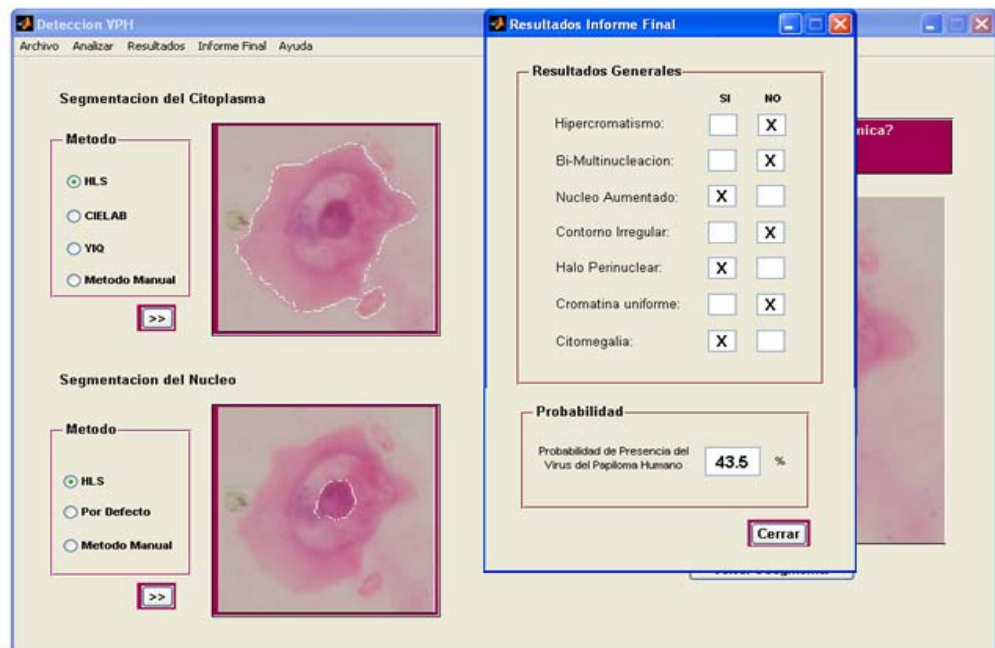 Deteccion VPH
Archivo Analizar Resultados Informe Final Ayuda
Segmentacion del Citoplasma
Metodo
HLS
CIELAB
YIQ
Metodo Manual
>>
Segmentacion del Nucleo
Metodo
HLS
Por Defecto
Metodo Manual
>>
Resultados Informe Final
Resultados Generales
SI NO
Hipercromatismo: X
Bi-Multinucleacion: X
Nucleo Aumentado: X
Contorno Irregular: X
Halo Perinuclear: X
Cromatina uniforme: X
Citomegalia: X
Probabilidad
Probabilidad de Presencia del
Virus del Papiloma Humano
43.5 %
Cerrar